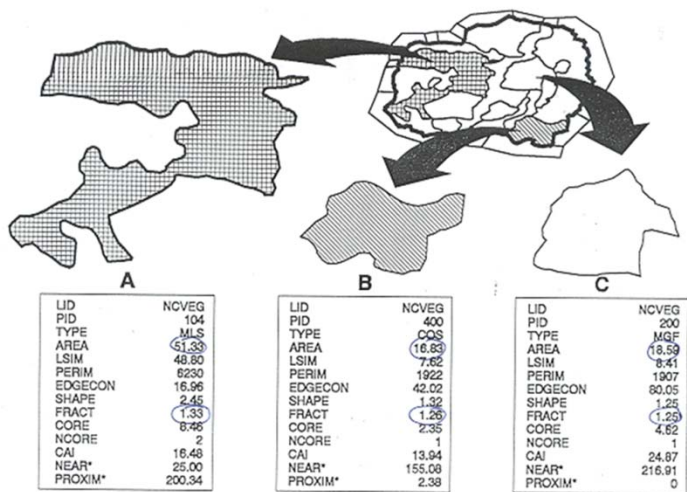 A
LID NCVEG
PID 104
TYPE MLS
AREA 51.33
LSIM 48.80
PERIM 6230
EDGECON 16.96
SHAPE 2.45
FRACT 1.33
CORE 8.46
NCORE 2
CAI 16.48
NEAR* 25.00
PROXIM* 200.34
B
LID NCVEG
PID 400
TYPE COS
AREA 16.83
LSIM 7.62
PERIM 1922
EDGECON 42.02
SHAPE 1.32
FRACT 1.26
CORE 2.35
NCORE 1
CAI 13.94
NEAR* 155.08
PROXIM* 2.38
C
LID NCVEG
PID 200
TYPE MGF
AREA 18.59
LSIM 8.41
PERIM 1907
EDGECON 80.05
SHAPE 1.25
FRACT 1.25
CORE 4.62
NCORE 1
CAI 24.87
NEAR* 216.91
PROXIM* 0